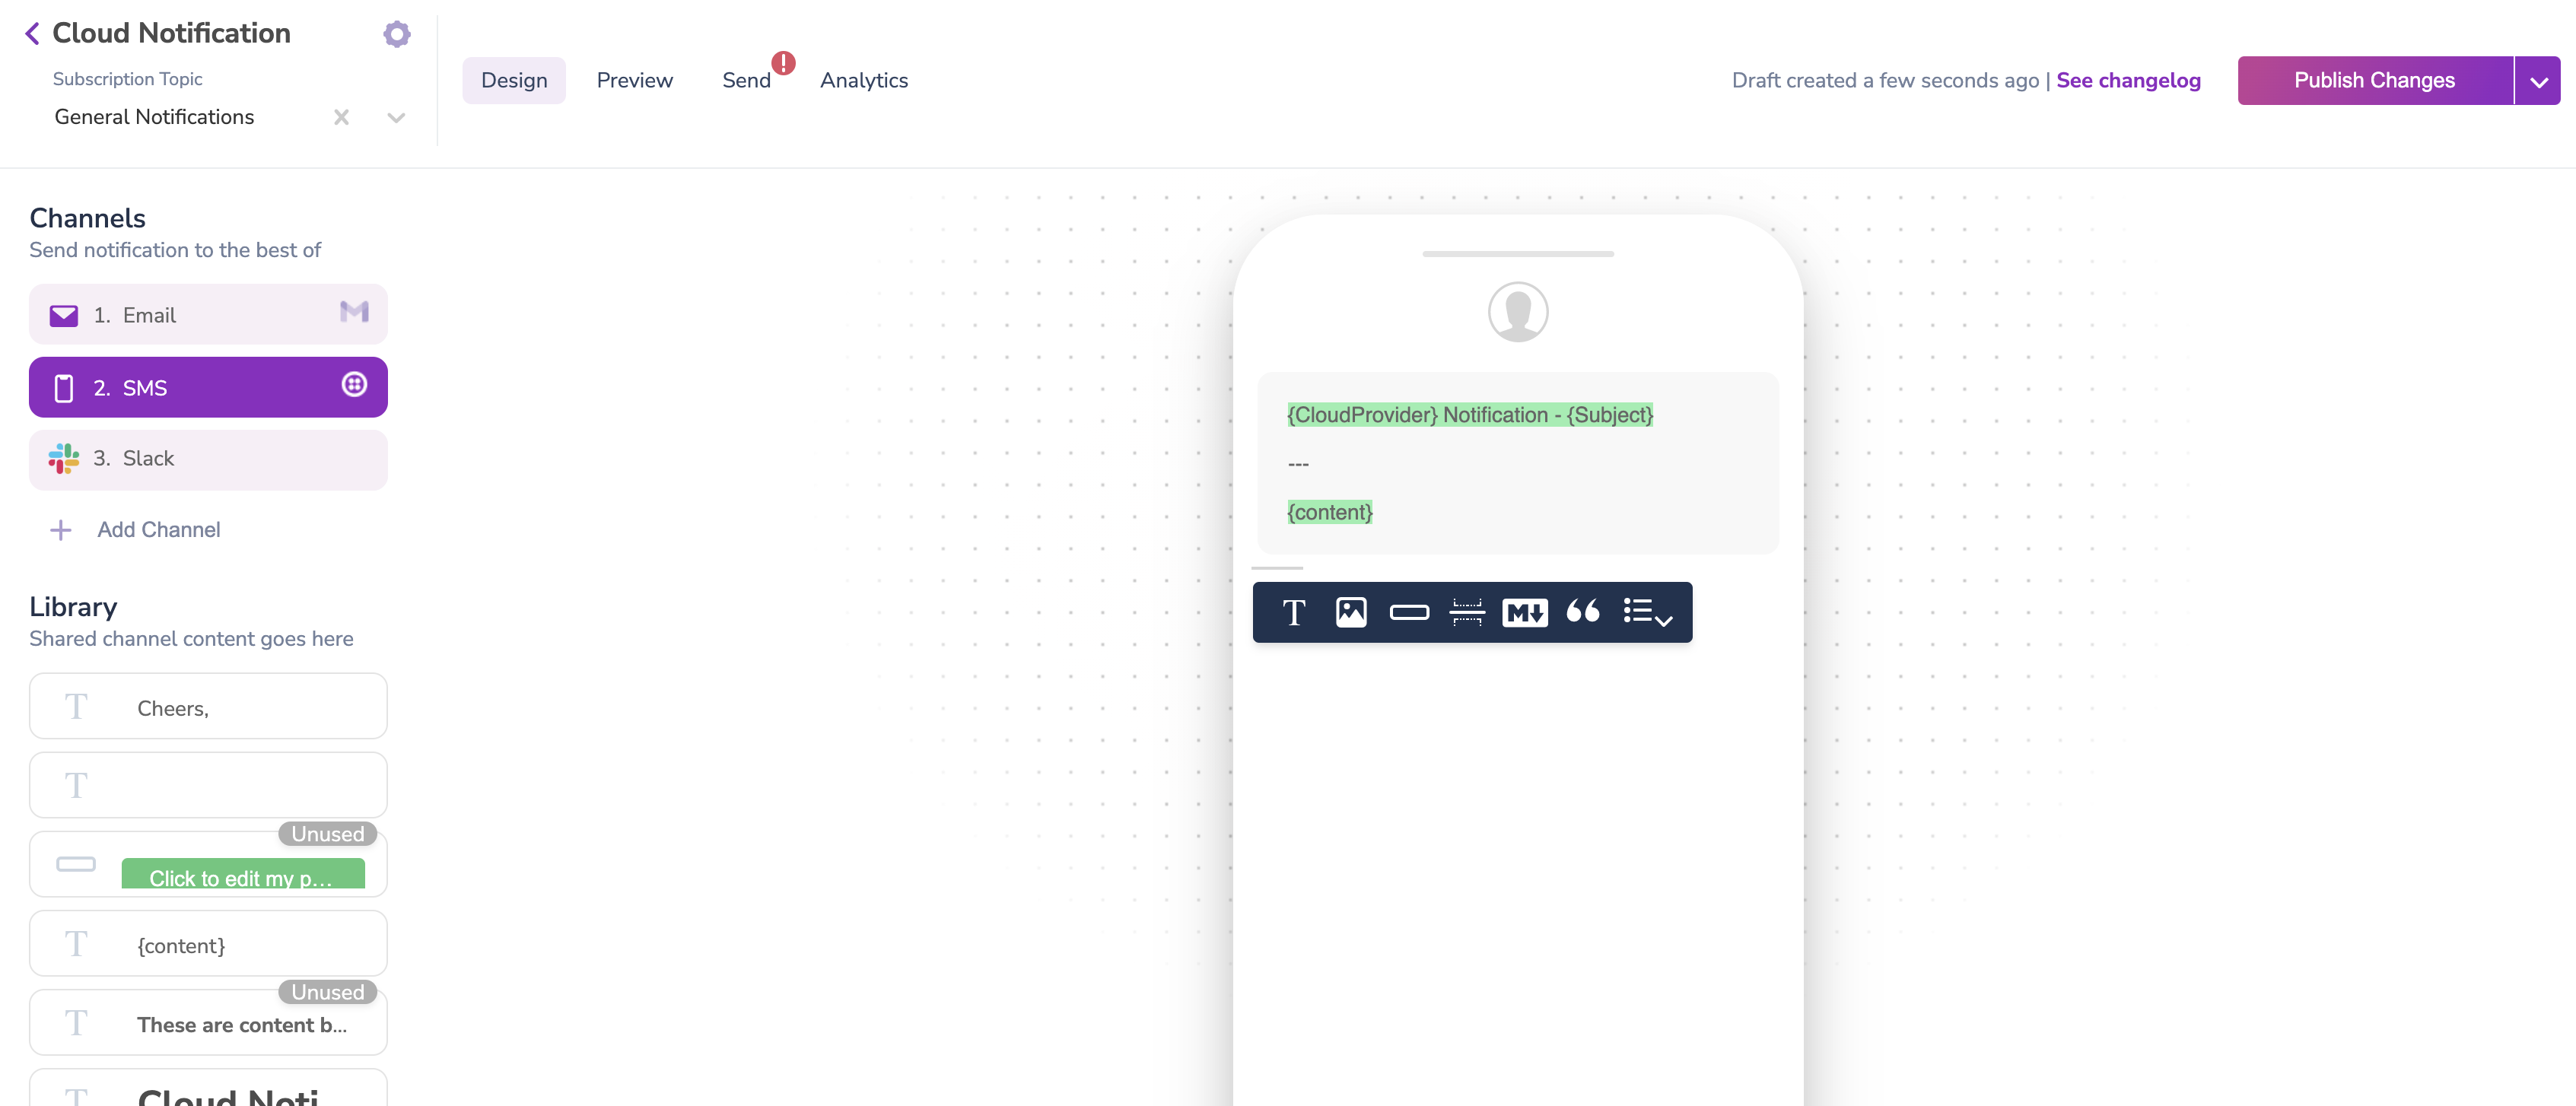 Cloud Notification
Subscription Topic
General Notifications
Design
Preview
Send
!
Analytics
Draft created a few seconds ago | See changelog
Publish Changes
Channels
Send notification to the best of
1. Email
2. SMS
3. Slack
Add Channel
Library
Shared channel content goes here
T Cheers,
T
Unused
Click to edit my p...
T {content}
Unused
T These are content b...
T Cloud Noti
{CloudProvider} Notification - {Subject}
---
{content}
T
M